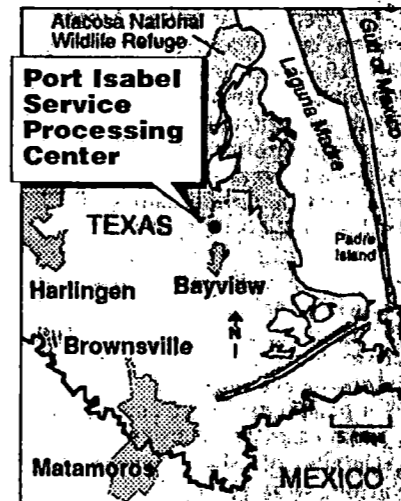 Atacosa National
Wildlife Refuge
Port Isabel
Service
Processing
Center
Laguna Madre
Gulf of Mexico
TEXAS
Padre
Island
Harlingen
Bayview
N
Brownsville
5 Miles
Matamoros
MEXICO